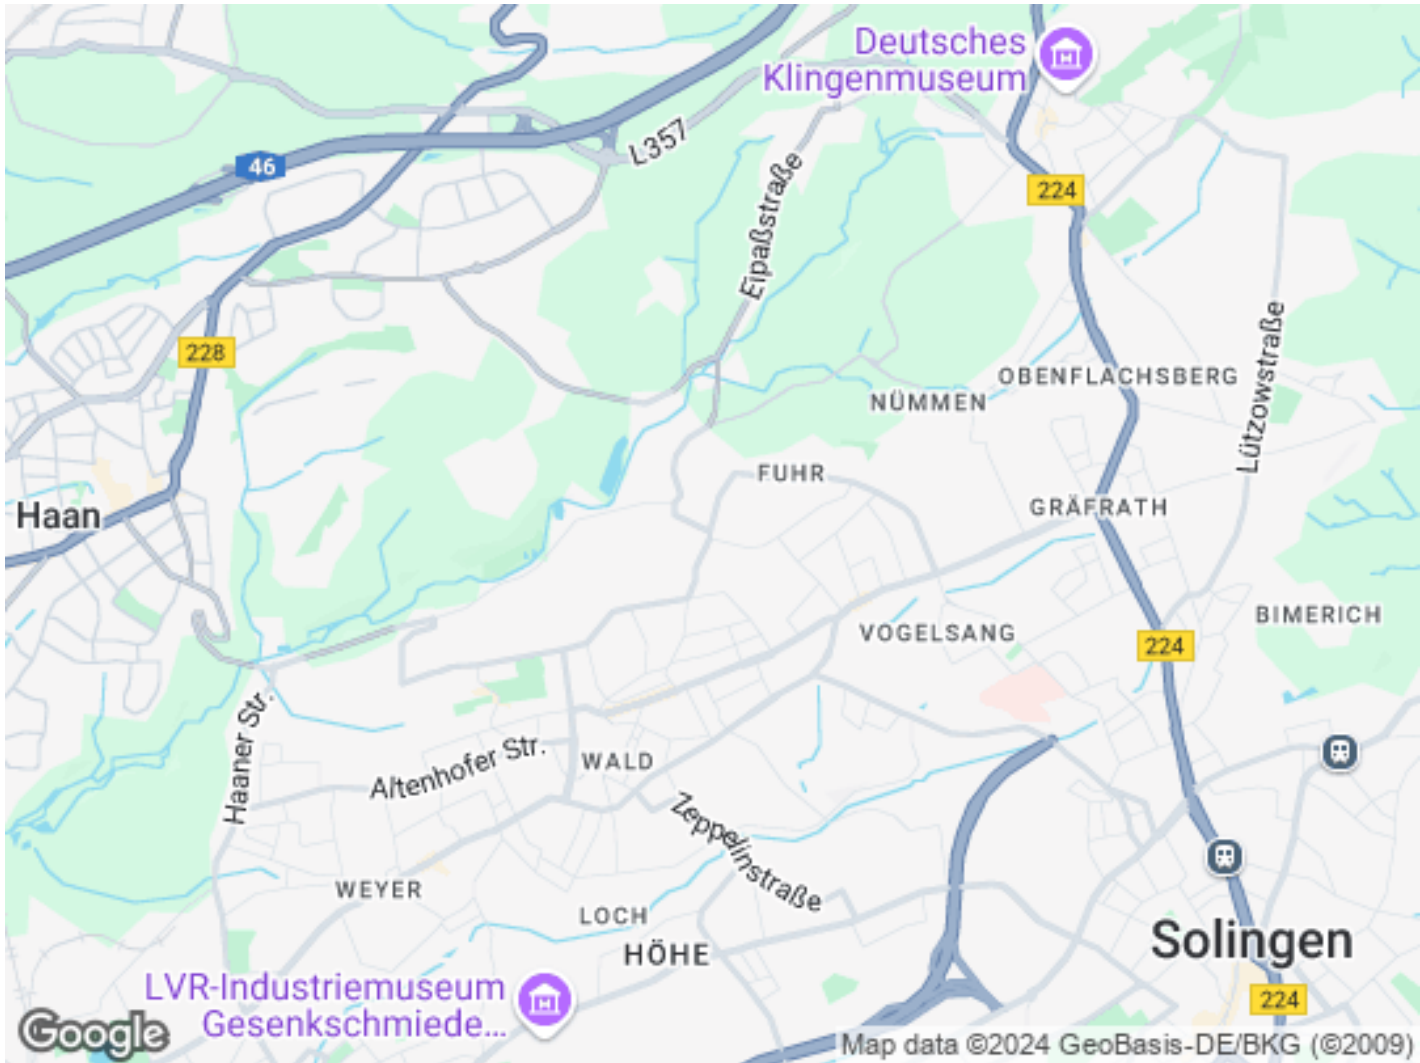 Deutsches
Klingenmuseum
L357
46
224
Eipaßstraße
228
OBENFLACHSBERG
NÜMMEN
Lützowstraße
FUHR
GRÄFRATH
Haan
BIMERICH
VOGELSANG
224
Haaner Str.
Altenhofer Str.
WALD
Zeppelinstraße
WEYER
LOCH
HÖHE
Solingen
LVR-Industriemuseum
Gesenkschmiede...
224
Google
Map data ©2024 GeoBasis-DE/BKG (©2009)